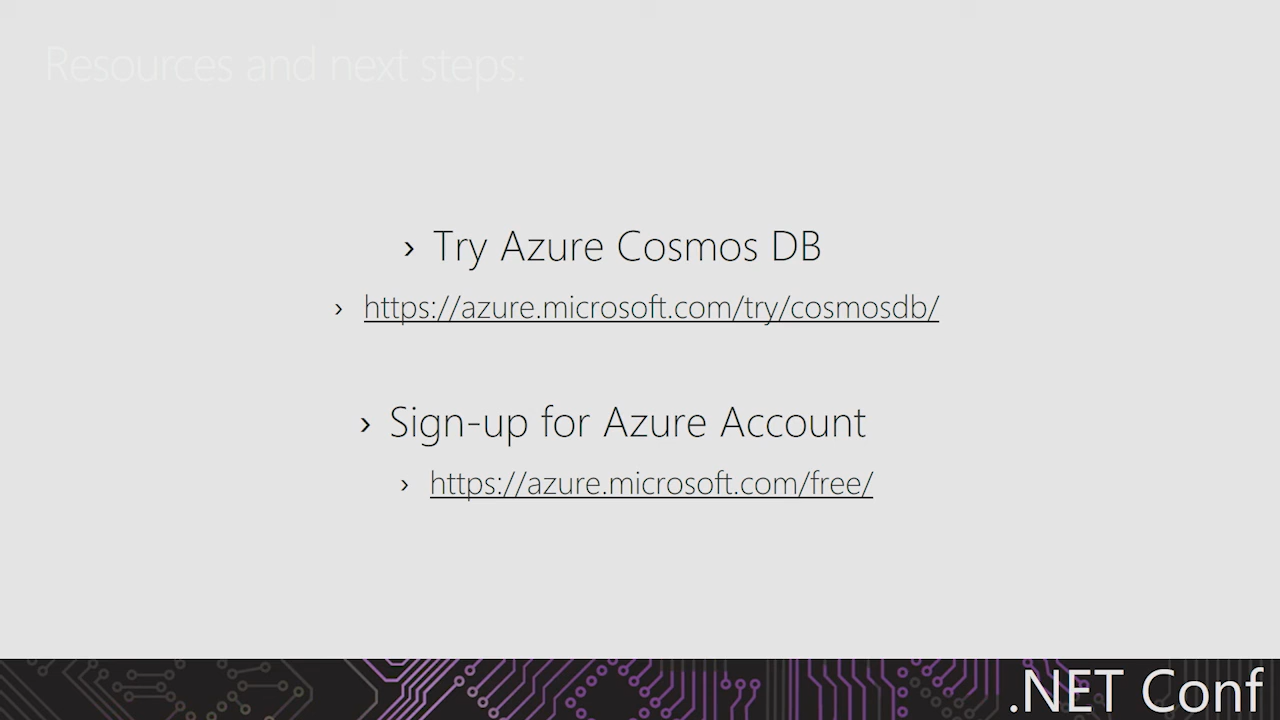 Resources and next steps:
› Try Azure Cosmos DB
› https://azure.microsoft.com/try/cosmosdb/
› Sign-up for Azure Account
› https://azure.microsoft.com/free/
.NET Conf